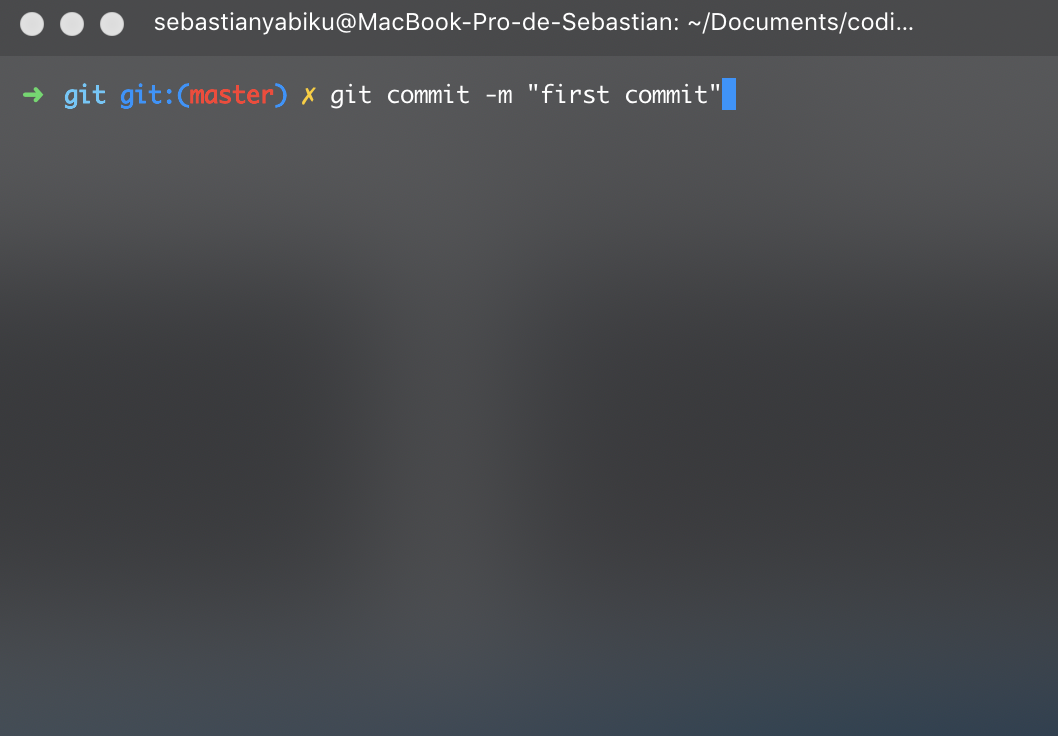 sebastianyabiku@MacBook-Pro-de-Sebastian: ~/Documents/codi...
➜ git git:(master) ✗ git commit -m "first commit"